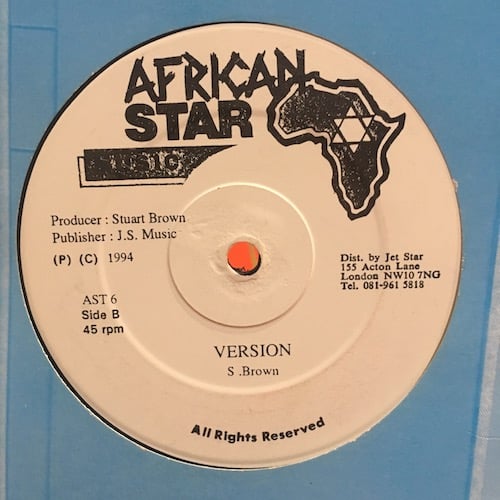 AFRICAN
STAR
MUSIC
Producer : Stuart Brown
Publisher : J.S. Music
(P) (C) 1994
Dist. by Jet Star
155 Acton Lane
London NW10 7NG
Tel. 081-961 5818
AST 6
Side B
45 rpm
VERSION
S .Brown
All Rights Reserved